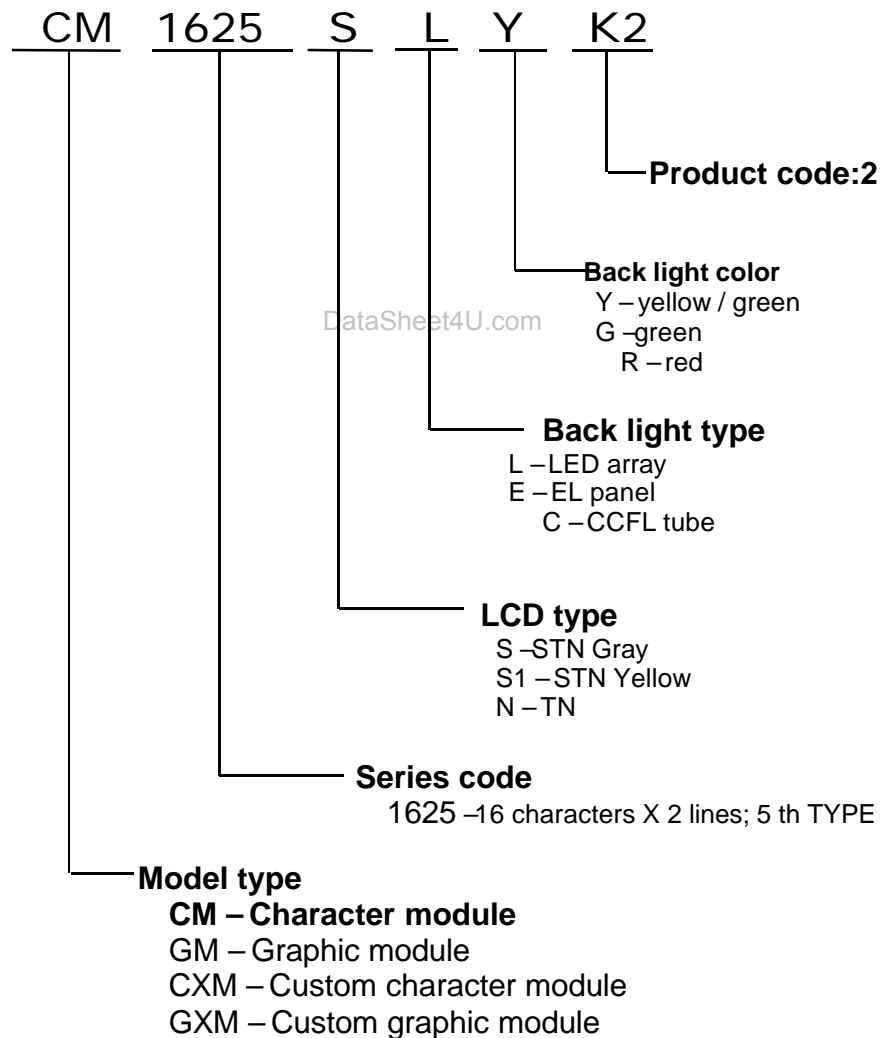 CM 1625 S L Y K2
Product code:2
Back light color
Y – yellow / green
G –green
R – red
DataSheet4U.com
Back light type
L – LED array
E – EL panel
C – CCFL tube
LCD type
S –STN Gray
S1 – STN Yellow
N – TN
Series code
1625 –16 characters X 2 lines; 5 th TYPE
Model type
CM – Character module
GM – Graphic module
CXM – Custom character module
GXM – Custom graphic module